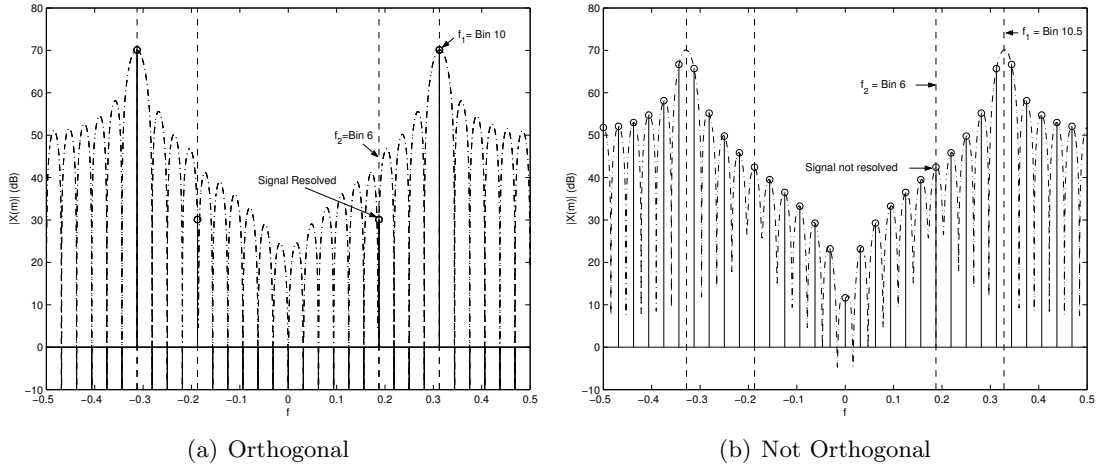 80
70
60
50
40
30
20
10
0
−10
|X(m)| (dB)
f1= Bin 10
f2=Bin 6
Signal Resolved
−0.5 −0.4 −0.3 −0.2 −0.1 0 0.1 0.2 0.3 0.4 0.5
f
(a) Orthogonal
80
70
60
50
40
30
20
10
0
−10
|X(m)| (dB)
f1 = Bin 10.5
f2 = Bin 6
Signal not resolved
−0.5 −0.4 −0.3 −0.2 −0.1 0 0.1 0.2 0.3 0.4 0.5
f
(b) Not Orthogonal